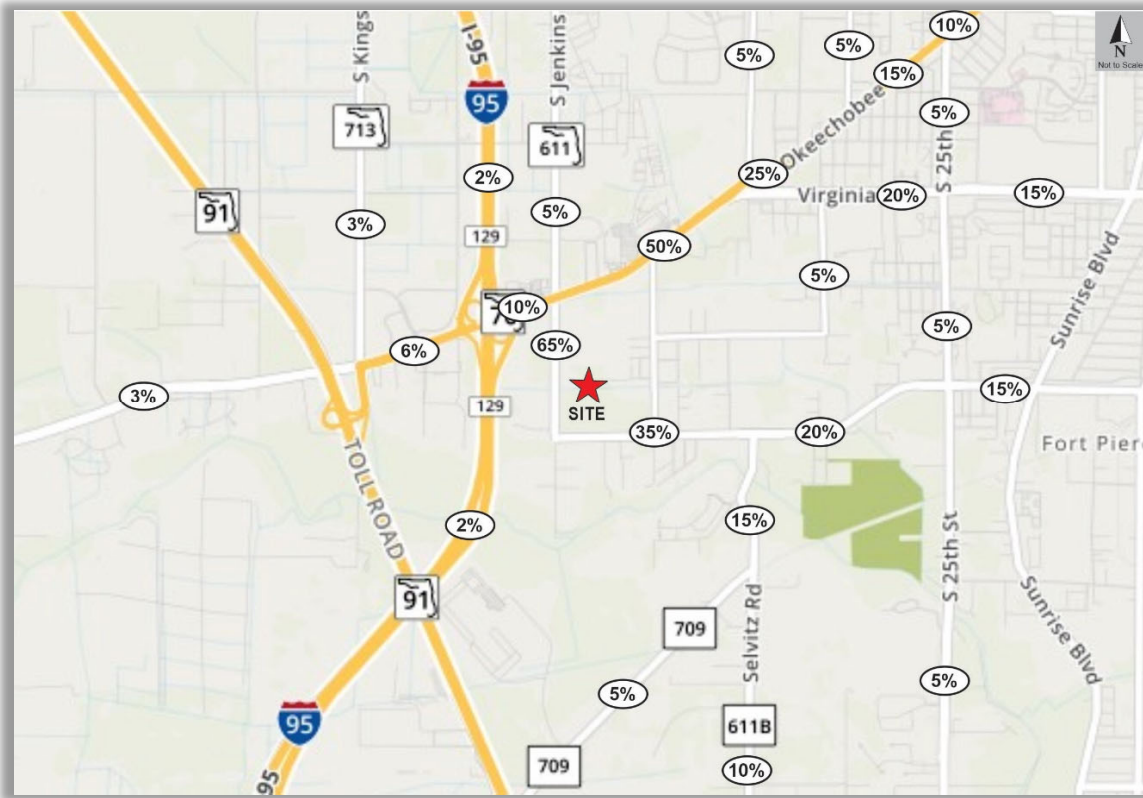 10%
N
Not to Scale
S Kings
I-95
S Jenkins
5%
5%
15%
95
Okeechobee
5%
713
611
S 25th
2%
25%
91
Virginia
20%
15%
3%
5%
129
50%
5%
Sunrise Blvd
10%
5%
65%
6%
3%
SITE
15%
129
35%
20%
Fort Pier
TOLL ROAD
2%
15%
S 25th St
91
Selvitz Rd
Sunrise Blvd
709
5%
5%
95
611B
709
10%
95